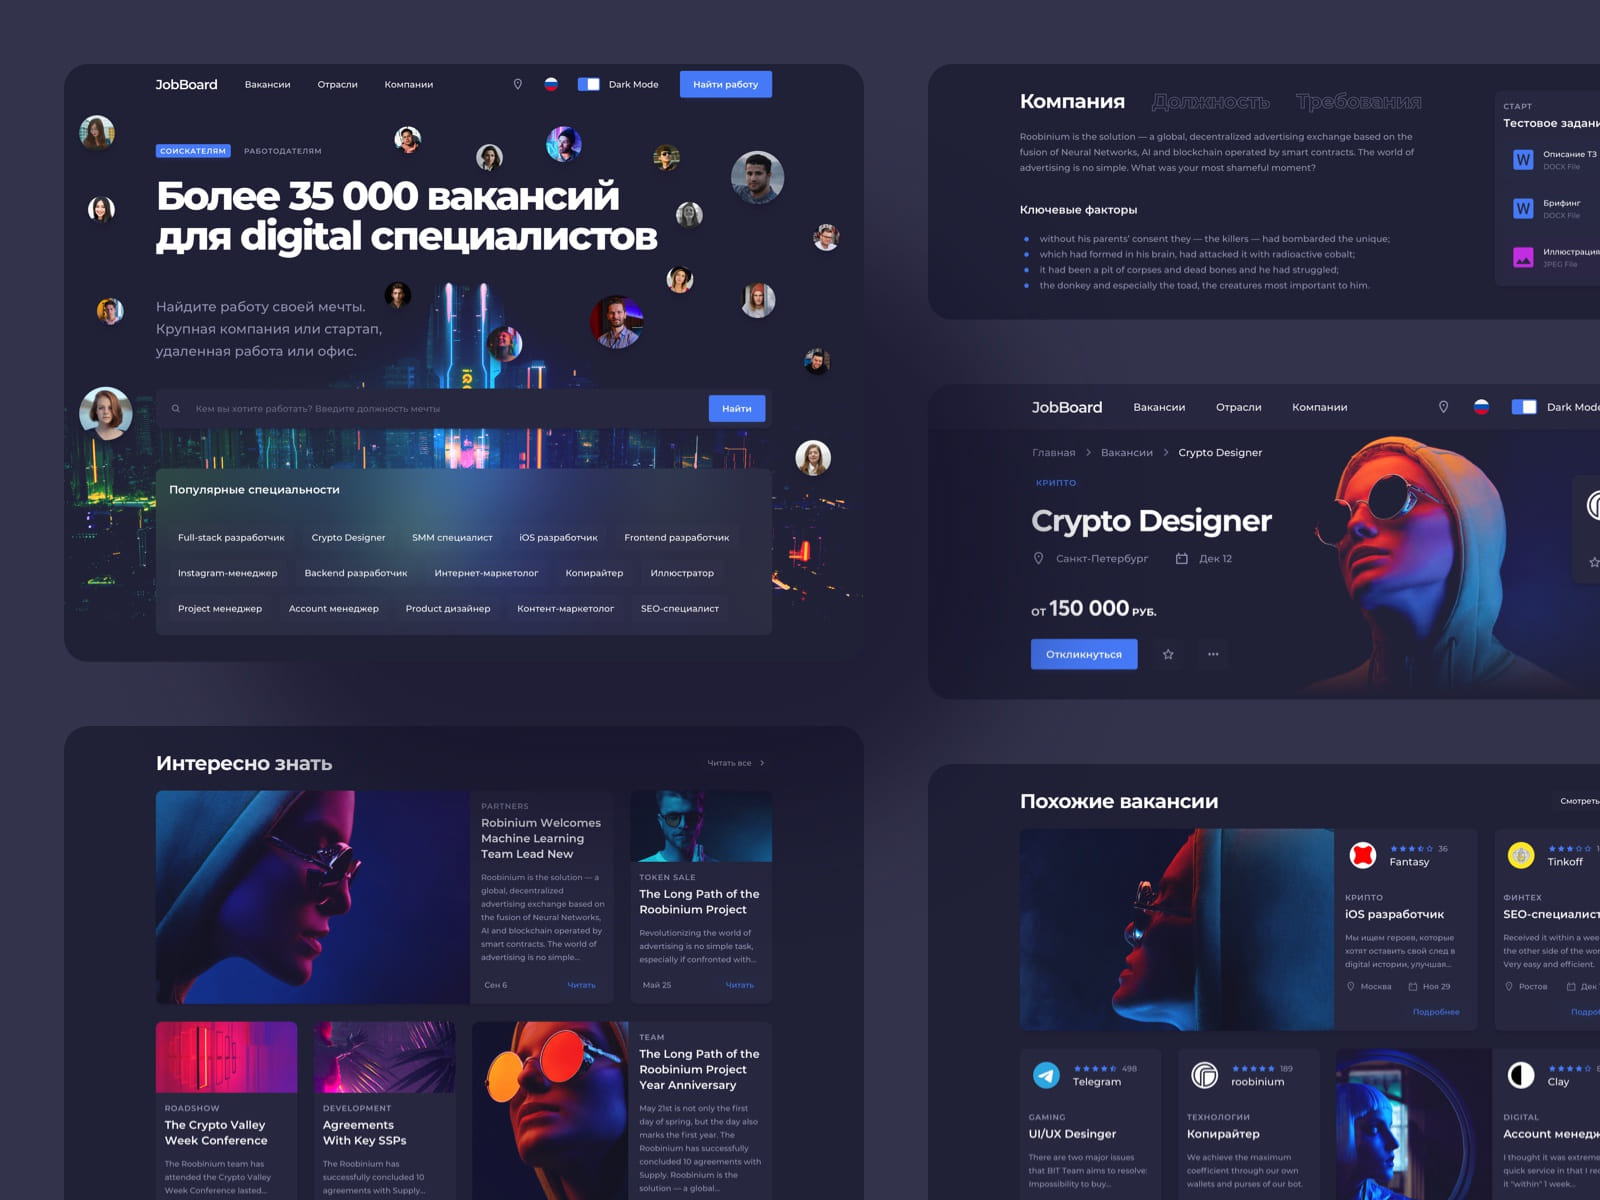 JobBoard
Вакансии
Отрасли
Компании
Dark Mode
Найти работу
СОИСКАТЕЛЯМ
РАБОТОДАТЕЛЯМ
Более 35 000 вакансий
для digital специалистов
Найдите работу своей мечты.
Крупная компания или стартап,
удаленная работа или офис.
Кем вы хотите работать? Введите должность мечты
Найти
Популярные специальности
Full-stack разработчик
Crypto Designer
SMM специалист
iOS разработчик
Frontend разработчик
Instagram-менеджер
Backend разработчик
Интернет-маркетолог
Копирайтер
Иллюстратор
Project менеджер
Account менеджер
Product дизайнер
Контент-маркетолог
SEO-специалист
Компания
Должность
Требования
Roobinium is the solution — a global, decentralized advertising exchange based on the
fusion of Neural Networks, AI and blockchain operated by smart contracts. The world of
advertising is no simple. What was your most shameful moment?
Ключевые факторы
without his parents' consent they — the killers — had bombarded the unique;
which had formed in his brain, had attacked it with radioactive cobalt;
it had been a pit of corpses and dead bones and he had struggled;
the donkey and especially the toad, the creatures most important to him.
СТАРТ
Тестовое задани
W
Описание ТЗ
DOCX File
W
Брифинг
DOCX File
Иллюстрация
JPEG File
JobBoard
Вакансии
Отрасли
Компании
Dark Mode
Главная
Вакансии
Crypto Designer
КРИПТО
Crypto Designer
Санкт-Петербург
Дек 12
ОТ 150 000 РУБ.
Откликнуться
Интересно знать
Читать все
PARTNERS
Robinium Welcomes
Machine Learning
Team Lead New
Roobinium is the solution — a
global, decentralized
advertising exchange based on
the fusion of Neural Networks,
AI and blockchain operated by
smart contracts. The world of
advertising is no simple...
Сен 6
Читать
TOKEN SALE
The Long Path of the
Roobinium Project
Revolutionizing the world of
advertising is no simple task,
especially if confronted with...
Май 25
Читать
ROADSHOW
The Crypto Valley
Week Conference
The Roobinium team has
attended the Crypto Valley
Week Conference lasted...
DEVELOPMENT
Agreements
With Key SSPs
The Roobinium has
successfully concluded 10
agreements with Supply...
TEAM
The Long Path of the
Roobinium Project
Year Anniversary
May 21st is not only the first
day of spring, but the day also
marks the first year. The
Roobinium has successfully
concluded 10 agreements with
Supply. Roobinium is the
solution — a global...
Похожие вакансии
Смотреть
36
Fantasy
КРИПТО
iOS разработчик
Мы ищем героев, которые
хотят оставить свой след в
digital истории, улучшая...
Москва
Ноя 29
Подробнее
Tinkoff
ФИНТЕХ
SEO-специалист
Received it within a wee
the other side of the wor
Very easy and efficient.
Ростов
Дек
Подроб
498
Telegram
GAMING
UI/UX Desinger
There are two major issues
that BIT Team aims to resolve:
Impossibility to buy...
189
roobinium
ТЕХНОЛОГИИ
Копирайтер
We achieve the maximum
coefficient through our own
wallets and purses of our bot.
Clay
DIGITAL
Account менедж
I thought it was extreme
quick service in that I re
it "within" 1 week...